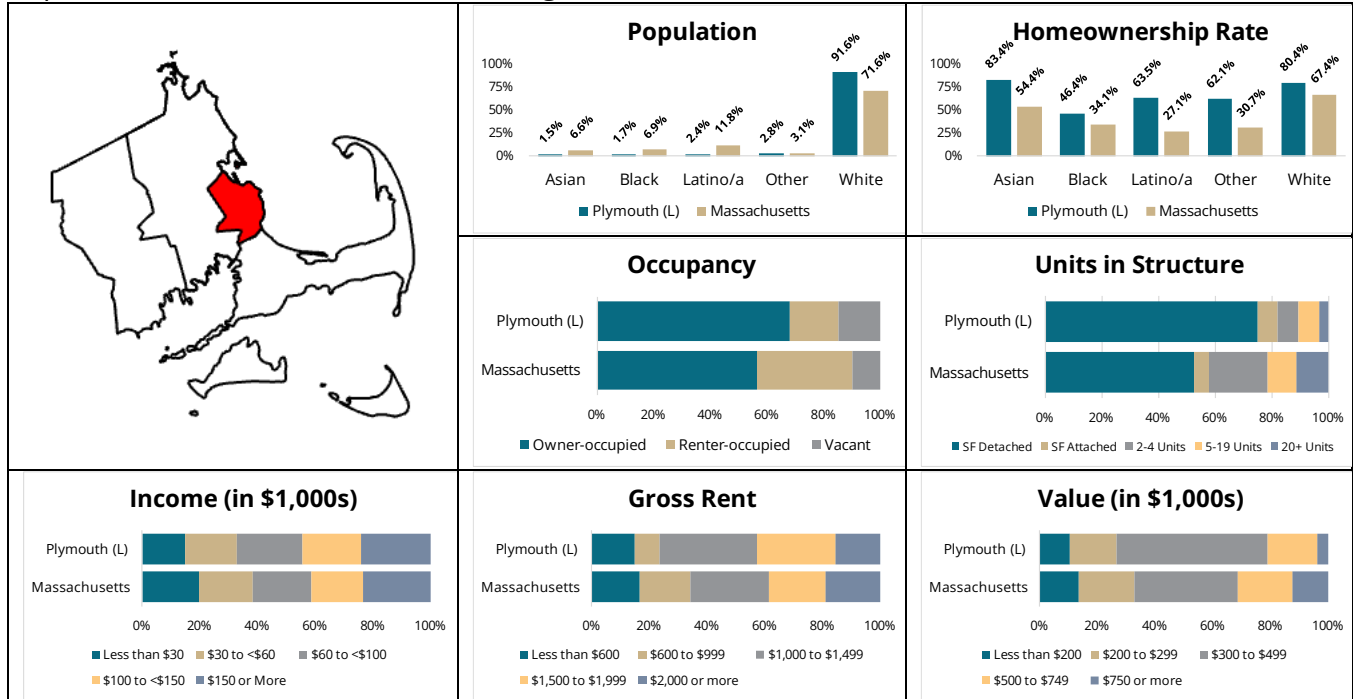 Population
100%
75%
50%
25%
0%
1.5%
6.6%
1.7%
6.9%
2.4%
11.8%
2.8%
3.1%
91.6%
71.6%
Asian Black Latino/a Other White
Plymouth (L) Massachusetts
Homeownership Rate
100%
75%
50%
25%
0%
83.4%
54.4%
46.4%
34.1%
63.5%
27.1%
62.1%
30.7%
80.4%
67.4%
Asian Black Latino/a Other White
Plymouth (L) Massachusetts
Occupancy
Plymouth (L)
Massachusetts
0% 20% 40% 60% 80% 100%
Owner-occupied Renter-occupied Vacant
Units in Structure
Plymouth (L)
Massachusetts
0% 20% 40% 60% 80% 100%
SF Detached SF Attached 2-4 Units 5-19 Units 20+ Units
Income (in $1,000s)
Plymouth (L)
Massachusetts
0% 20% 40% 60% 80% 100%
Less than $30 $30 to <$60 $60 to <$100
$100 to <$150 $150 or More
Gross Rent
Plymouth (L)
Massachusetts
0% 20% 40% 60% 80% 100%
Less than $600 $600 to $999 $1,000 to $1,499
$1,500 to $1,999 $2,000 or more
Value (in $1,000s)
Plymouth (L)
Massachusetts
0% 20% 40% 60% 80% 100%
Less than $200 $200 to $299 $300 to $499
$500 to $749 $750 or more